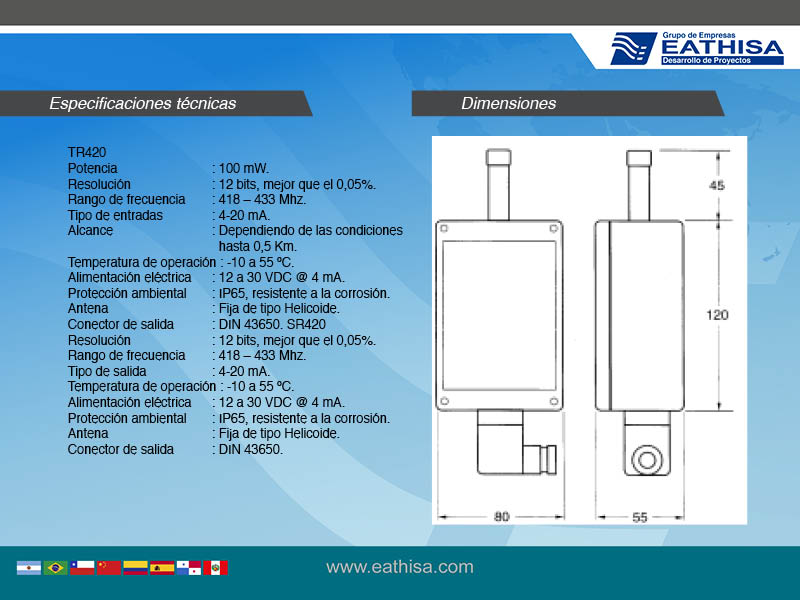 Grupo de Empresas
EATHISA
Desarrollo de Proyectos
Especificaciones técnicas
Dimensiones
TR420
Potencia : 100 mW.
Resolución : 12 bits, mejor que el 0,05%.
Rango de frecuencia : 418 – 433 Mhz.
Tipo de entradas : 4-20 mA.
Alcance : Dependiendo de las condiciones
hasta 0,5 Km.
Temperatura de operación : -10 a 55 ºC.
Alimentación eléctrica : 12 a 30 VDC @ 4 mA.
Protección ambiental : IP65, resistente a la corrosión.
Antena : Fija de tipo Helicoide.
Conector de salida : DIN 43650. SR420
Resolución : 12 bits, mejor que el 0,05%.
Rango de frecuencia : 418 – 433 Mhz.
Tipo de salida : 4-20 mA.
Temperatura de operación : -10 a 55 ºC.
Alimentación eléctrica : 12 a 30 VDC @ 4 mA.
Protección ambiental : IP65, resistente a la corrosión.
Antena : Fija de tipo Helicoide.
Conector de salida : DIN 43650.
45
120
80
55
www.eathisa.com